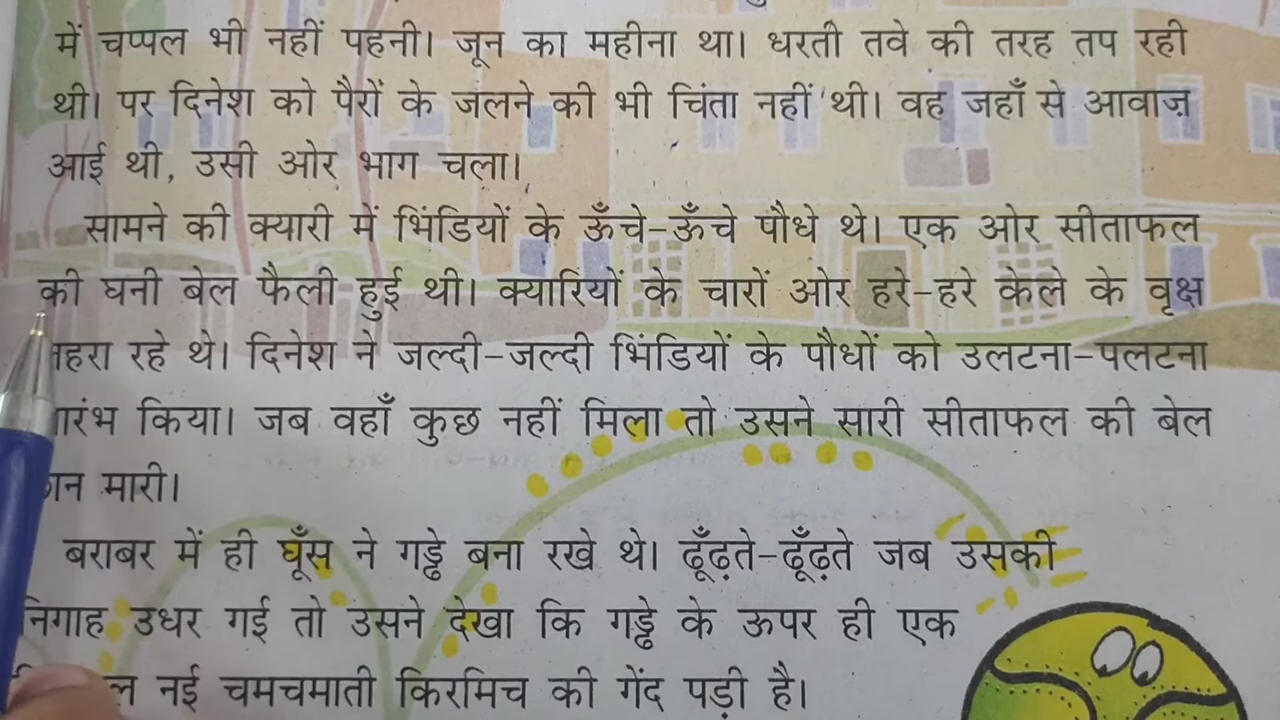 में चप्पल भी नहीं पहनी। जून का महीना था। धरती तवे की तरह तप रही
थी। पर दिनेश को पैरों के जलने की भी चिंता नहीं थी। वह जहाँ से आवाज़
आई थी, उसी ओर भाग चला।
सामने की क्यारी में भिंडियों के ऊँचे-ऊँचे पौधे थे। एक ओर सीताफल
की घनी बेल फैली हुई थी। क्यारियों के चारों ओर हरे-हरे केले के वृक्ष
रहे थे। दिनेश ने जल्दी-जल्दी भिंडियों के पौधों को उलटना-पलटना
किया। जब वहाँ कुछ नहीं मिला तो उसने सारी सीताफल की बेल
मारी।
बराबर में ही घूँस ने गड्ढे बना रखे थे। ढूँढ़ते-ढूँढ़ते जब उसकी
निगाह उधर गई तो उसने देखा कि गड्ढे के ऊपर ही एक
नई चमचमाती किरमिच की गेंद पड़ी है।